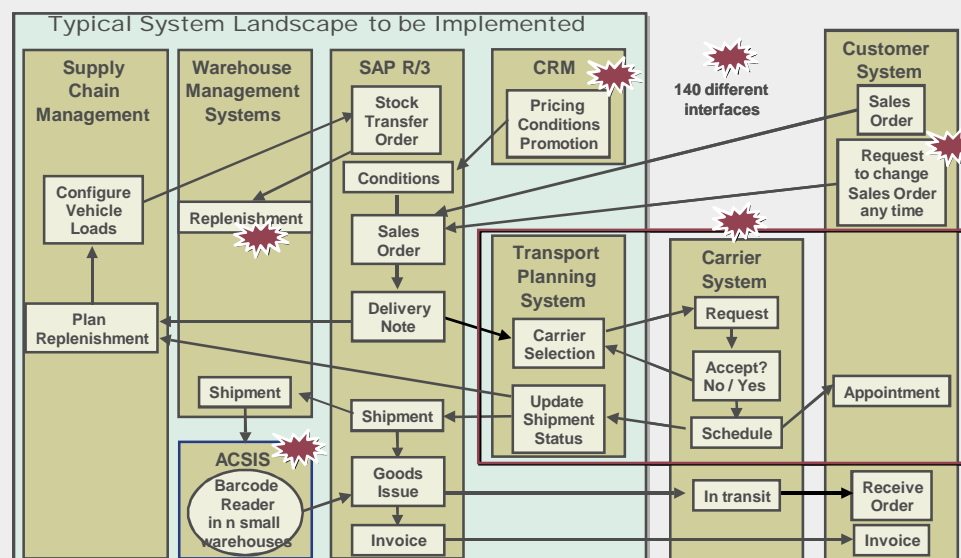 Typical System Landscape to be Implemented
Supply
Chain
Management
Configure
Vehicle
Loads
Plan
Replenishment
Warehouse
Management
Systems
Replenishment
Shipment
ACSIS
Barcode
Reader
in n small
warehouses
SAP R/3
Stock
Transfer
Order
Conditions
Sales
Order
Delivery
Note
Shipment
Goods
Issue
Invoice
CRM
Pricing
Conditions
Promotion
Transport
Planning
System
Carrier
Selection
Update
Shipment
Status
140 different
interfaces
Carrier
System
Request
Accept?
No / Yes
Schedule
In transit
Customer
System
Sales
Order
Request
to change
Sales Order
any time
Appointment
Receive
Order
Invoice